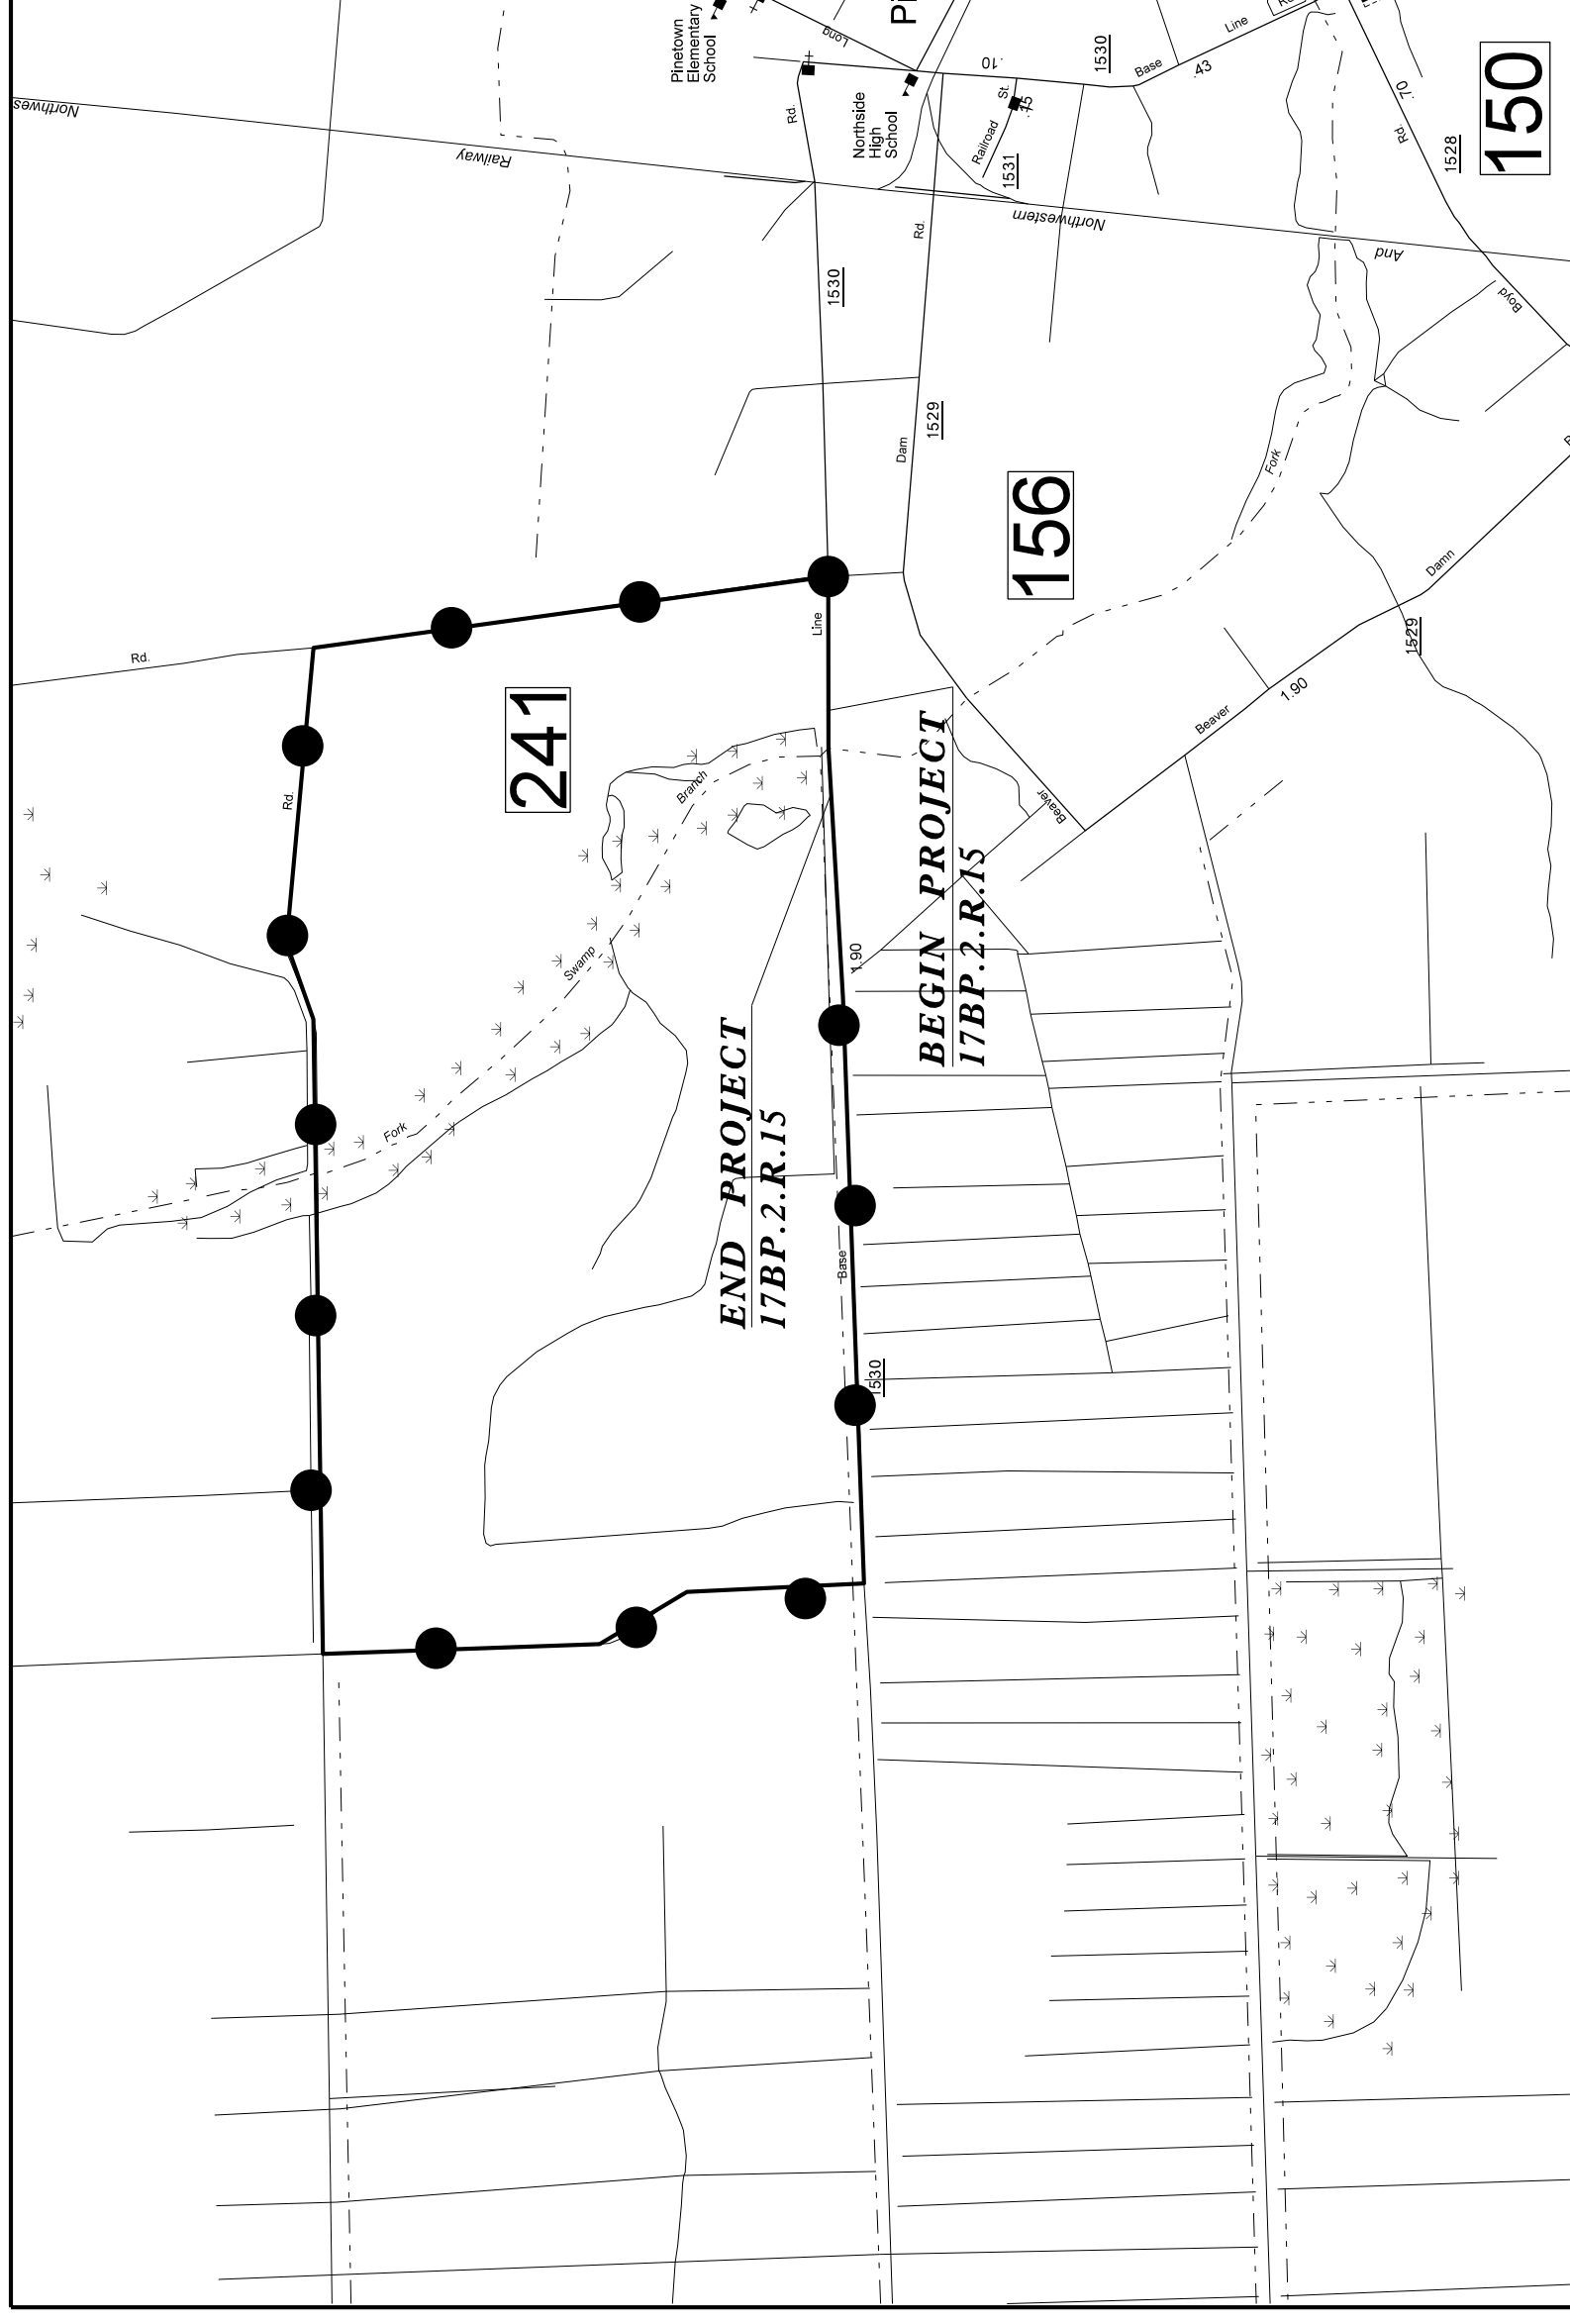 Northwes
Railway
Pinetown
Elementary
School
Long
Pi
Rd.
Northside
High
School
.10
1530
Base
Line
.43
St.
.15
Railroad
1531
Northwestern
And
Rd.
.70
1528
150
Boyd
1530
Rd.
Dam
1529
156
Fork
Damn
1529
Beaver
1.90
Beaver
Line
Rd.
Rd.
241
Branch
Swamp
Fork
1.90
BEGIN PROJECT
17BP.2.R.15
END PROJECT
17BP.2.R.15
Base
1530